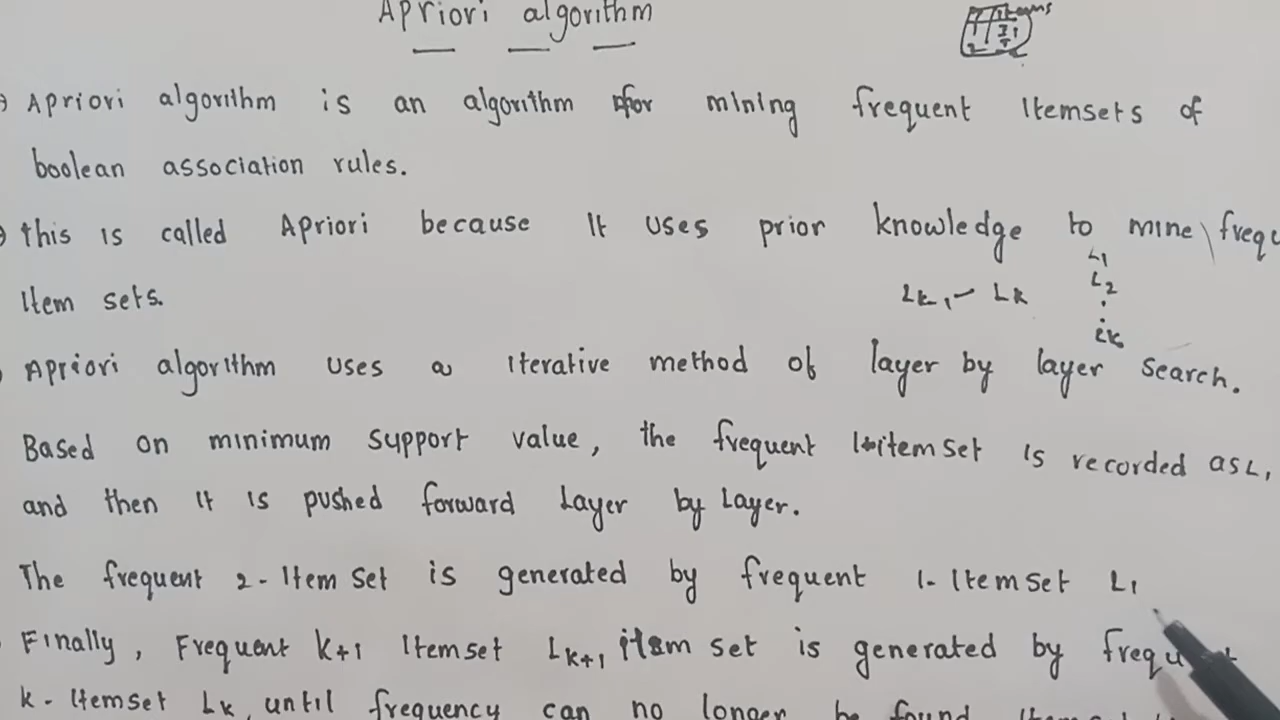 Apriori algorithm
Items
Apriori algorithm is an algorithm for mining frequent Itemsets of
boolean association rules.
this is called Apriori because It uses prior knowledge to mine
L1
Item sets.
Lk
L2
Apriori algorithm uses a iterative method of layer by layer search.
Based on minimum support value, the frequent 1-itemset is recorded as L1
and then it is pushed forward Layer by Layer.
The frequent 2-Item set is generated by frequent 1-Itemset L1
Finally, Frequent k+1 Itemset Lk+1 item set is generated by
k-Itemset Lk, until frequency can no longer be found